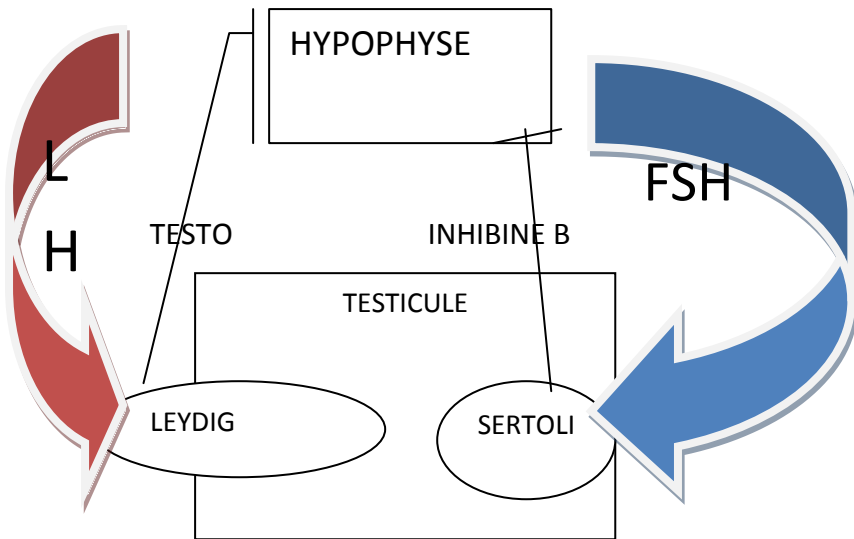 HYPOPHYSE
L
H
FSH
TESTO
INHIBINE B
TESTICULE
LEYDIG
SERTOLI